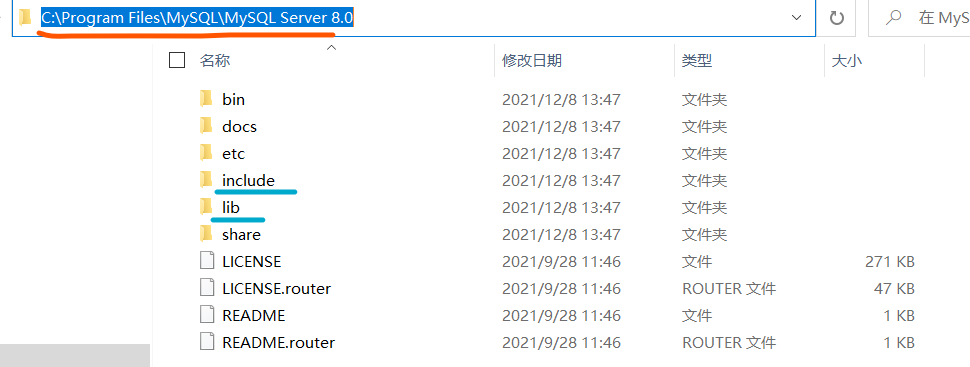 C:\Program Files\MySQL\MySQL Server 8.0
在 MyS
名称 修改日期 类型 大小
bin 2021/12/8 13:47 文件夹
docs 2021/12/8 13:47 文件夹
etc 2021/12/8 13:47 文件夹
include 2021/12/8 13:47 文件夹
lib 2021/12/8 13:47 文件夹
share 2021/12/8 13:47 文件夹
LICENSE 2021/9/28 11:46 文件 271 KB
LICENSE.router 2021/9/28 11:46 ROUTER 文件 47 KB
README 2021/9/28 11:46 文件 1 KB
README.router 2021/9/28 11:46 ROUTER 文件 1 KB